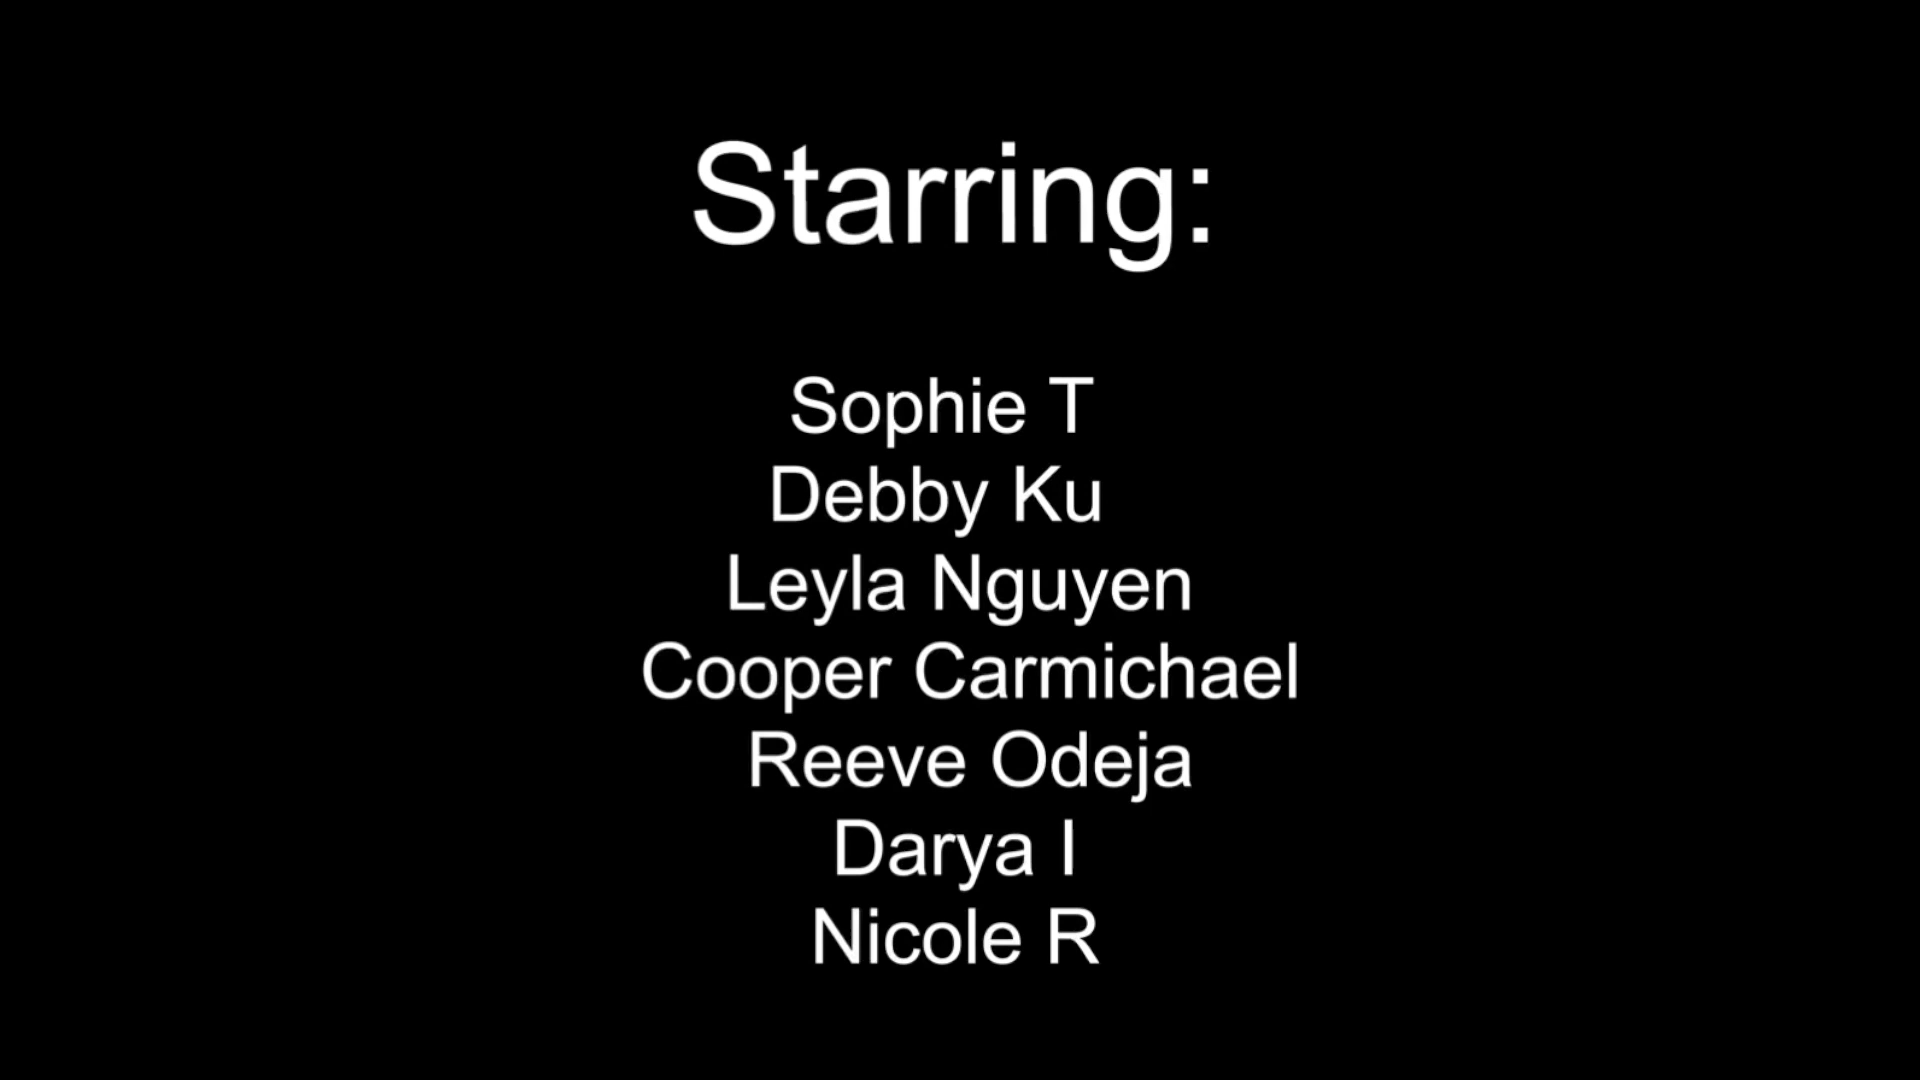 Starring:
Sophie T
Debby Ku
Leyla Nguyen
Cooper Carmichael
Reeve Odeja
Darya I
Nicole R